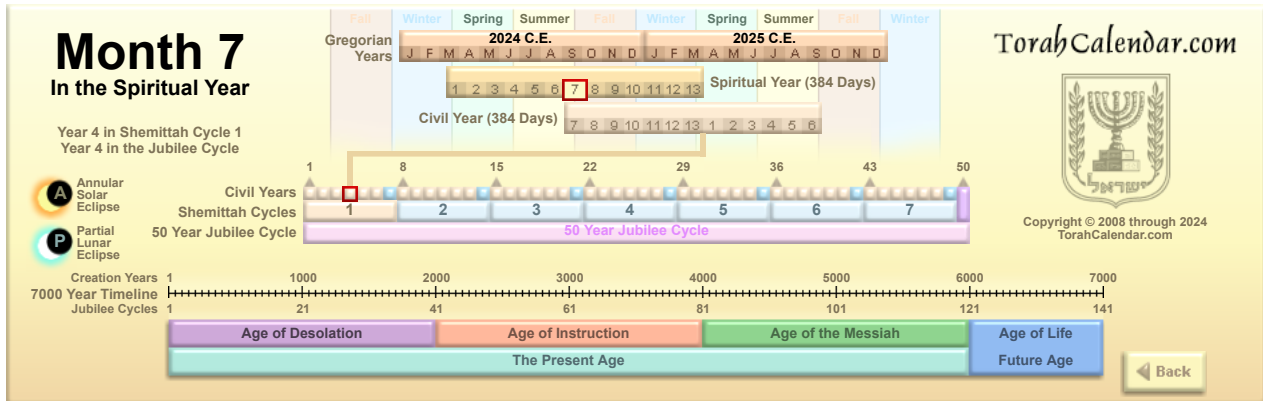 Month 7
In the Spiritual Year
Year 4 in Shemittah Cycle 1
Year 4 in the Jubilee Cycle
A
Annular
Solar
Eclipse
P
Partial
Lunar
Eclipse
Fall Winter Spring Summer Fall Winter Spring Summer Fall Winter
Gregorian
Years
2024 C.E. 2025 C.E.
J F M A M J J A S O N D J F M A M J J A S O N D
1 2 3 4 5 6 7 8 9 10 11 12 13 Spiritual Year (384 Days)
Civil Year (384 Days) 7 8 9 10 11 12 13 1 2 3 4 5 6
1 8 15 22 29 36 43 50
Civil Years
Shemittah Cycles 1 2 3 4 5 6 7
50 Year Jubilee Cycle 50 Year Jubilee Cycle
TorahCalendar.com
ישראל
Copyright © 2008 through 2024
TorahCalendar.com
Creation Years 1 1000 2000 3000 4000 5000 6000 7000
7000 Year Timeline
Jubilee Cycles 1 21 41 61 81 101 121 141
Age of Desolation Age of Instruction Age of the Messiah Age of Life
The Present Age Future Age
Back